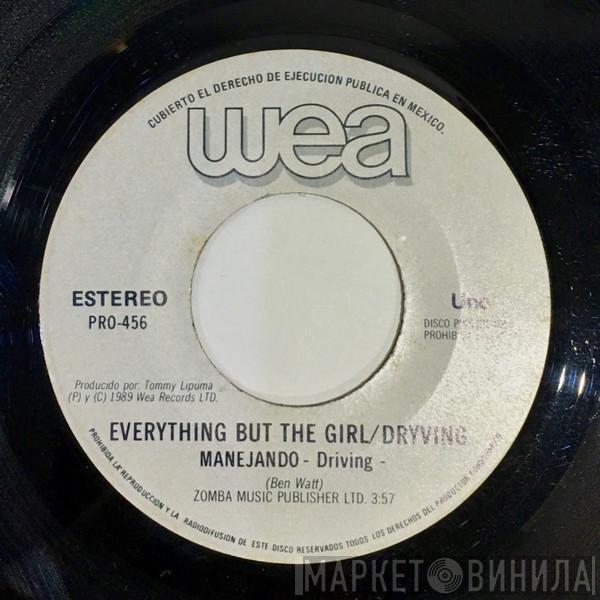 CUBIERTO EL DERECHO DE EJECUCION PUBLICA EN MEXICO.
wea
ESTEREO
PRO-456
Uno
DISCO
PROHIB
Producido por: Tommy Lipuma
(P) y (C) 1989 Wea Records LTD.
EVERYTHING BUT THE GIRL/DRYVING
MANEJANDO - Driving -
(Ben Watt)
ZOMBA MUSIC PUBLISHER LTD. 3:57
PROHIBIDA LA REPRODUCCION Y LA RADIODIFUSION DE ESTE DISCO RESERVADOS TODOS LOS DERECHOS DEL PRODUCTOR FONOGRAFICO
МАРКЕТ ВИНИЛА